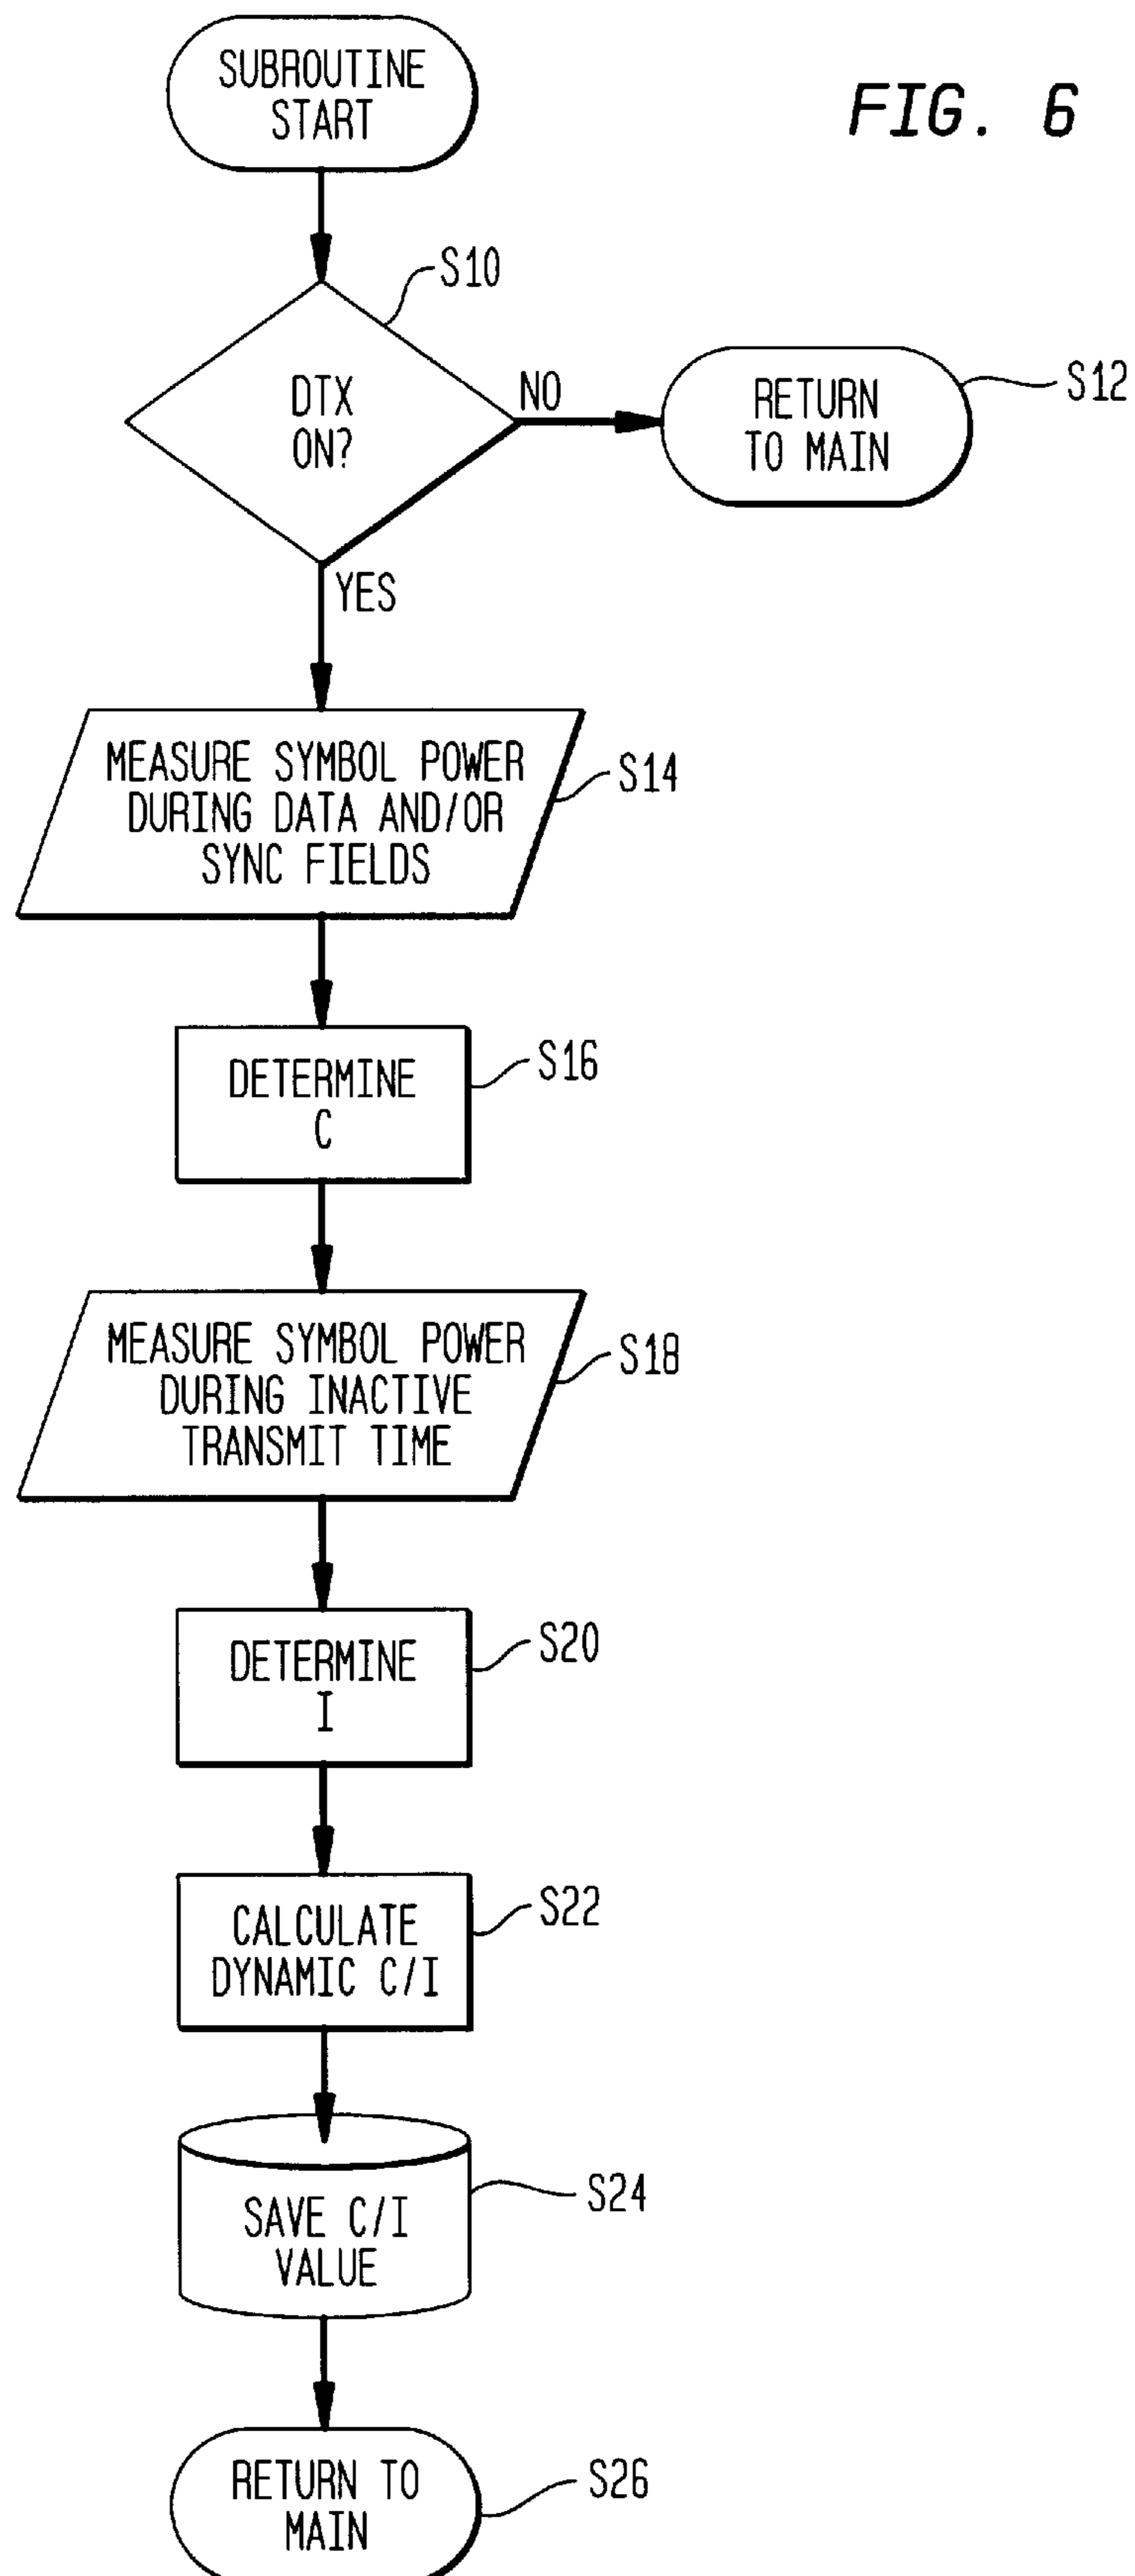 SUBROUTINE
START
FIG. 6
S10
DTX
ON?
NO
RETURN
TO MAIN
S12
YES
MEASURE SYMBOL POWER
DURING DATA AND/OR
SYNC FIELDS
S14
DETERMINE
C
S16
MEASURE SYMBOL POWER
DURING INACTIVE
TRANSMIT TIME
S18
DETERMINE
I
S20
CALCULATE
DYNAMIC C/I
S22
SAVE C/I
VALUE
S24
RETURN TO
MAIN
S26